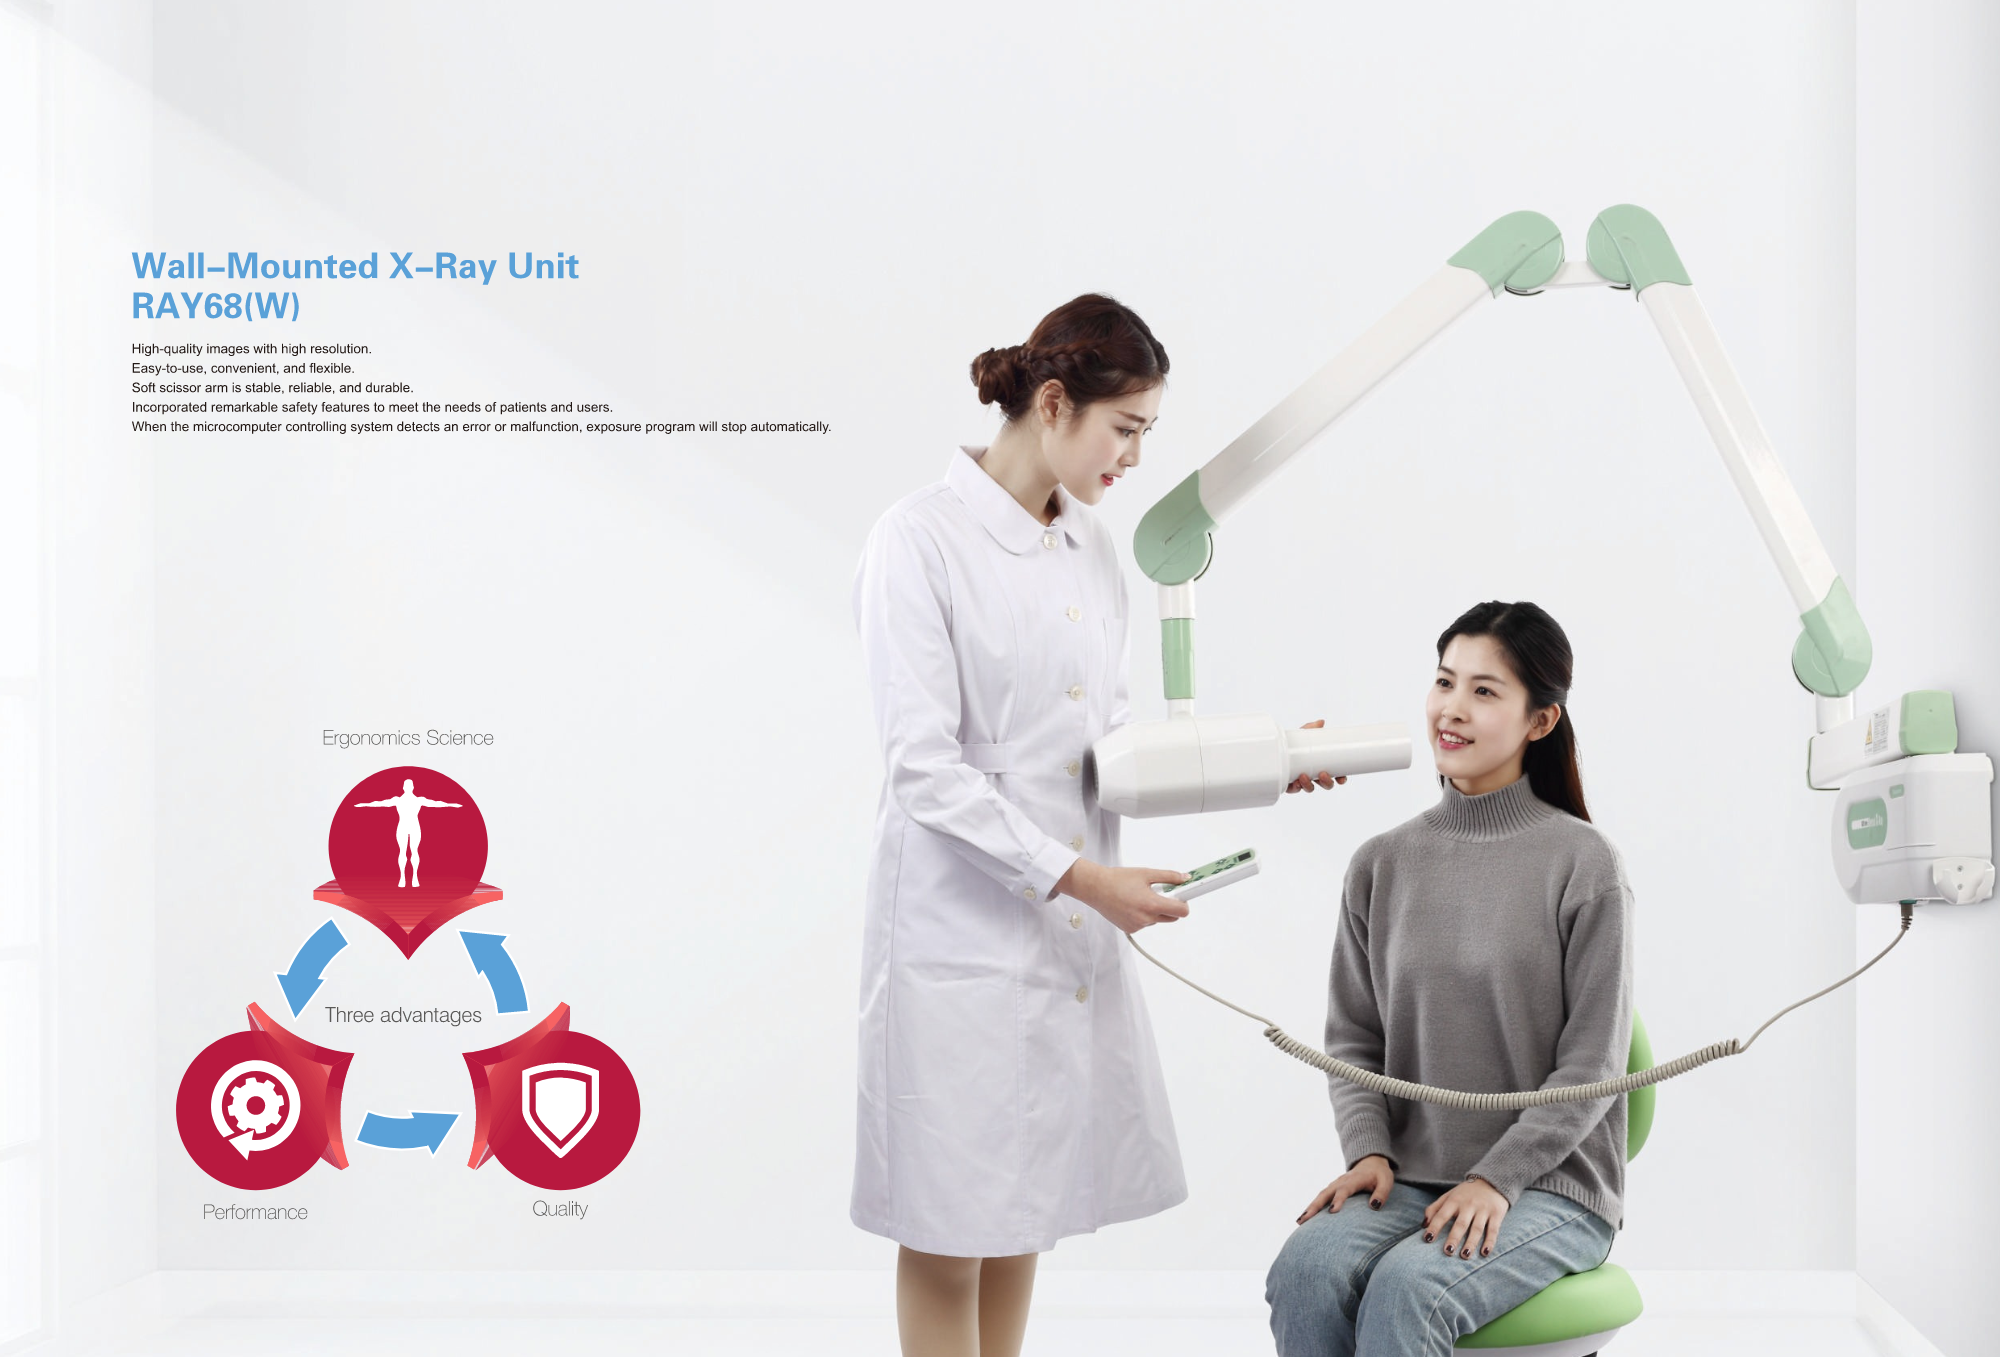 Wall-Mounted X-Ray Unit
RAY68(W)
High-quality images with high resolution.
Easy-to-use, convenient, and flexible.
Soft scissor arm is stable, reliable, and durable.
Incorporated remarkable safety features to meet the needs of patients and users.
When the microcomputer controlling system detects an error or malfunction, exposure program will stop automatically.
Ergonomics Science
Three advantages
Performance
Quality